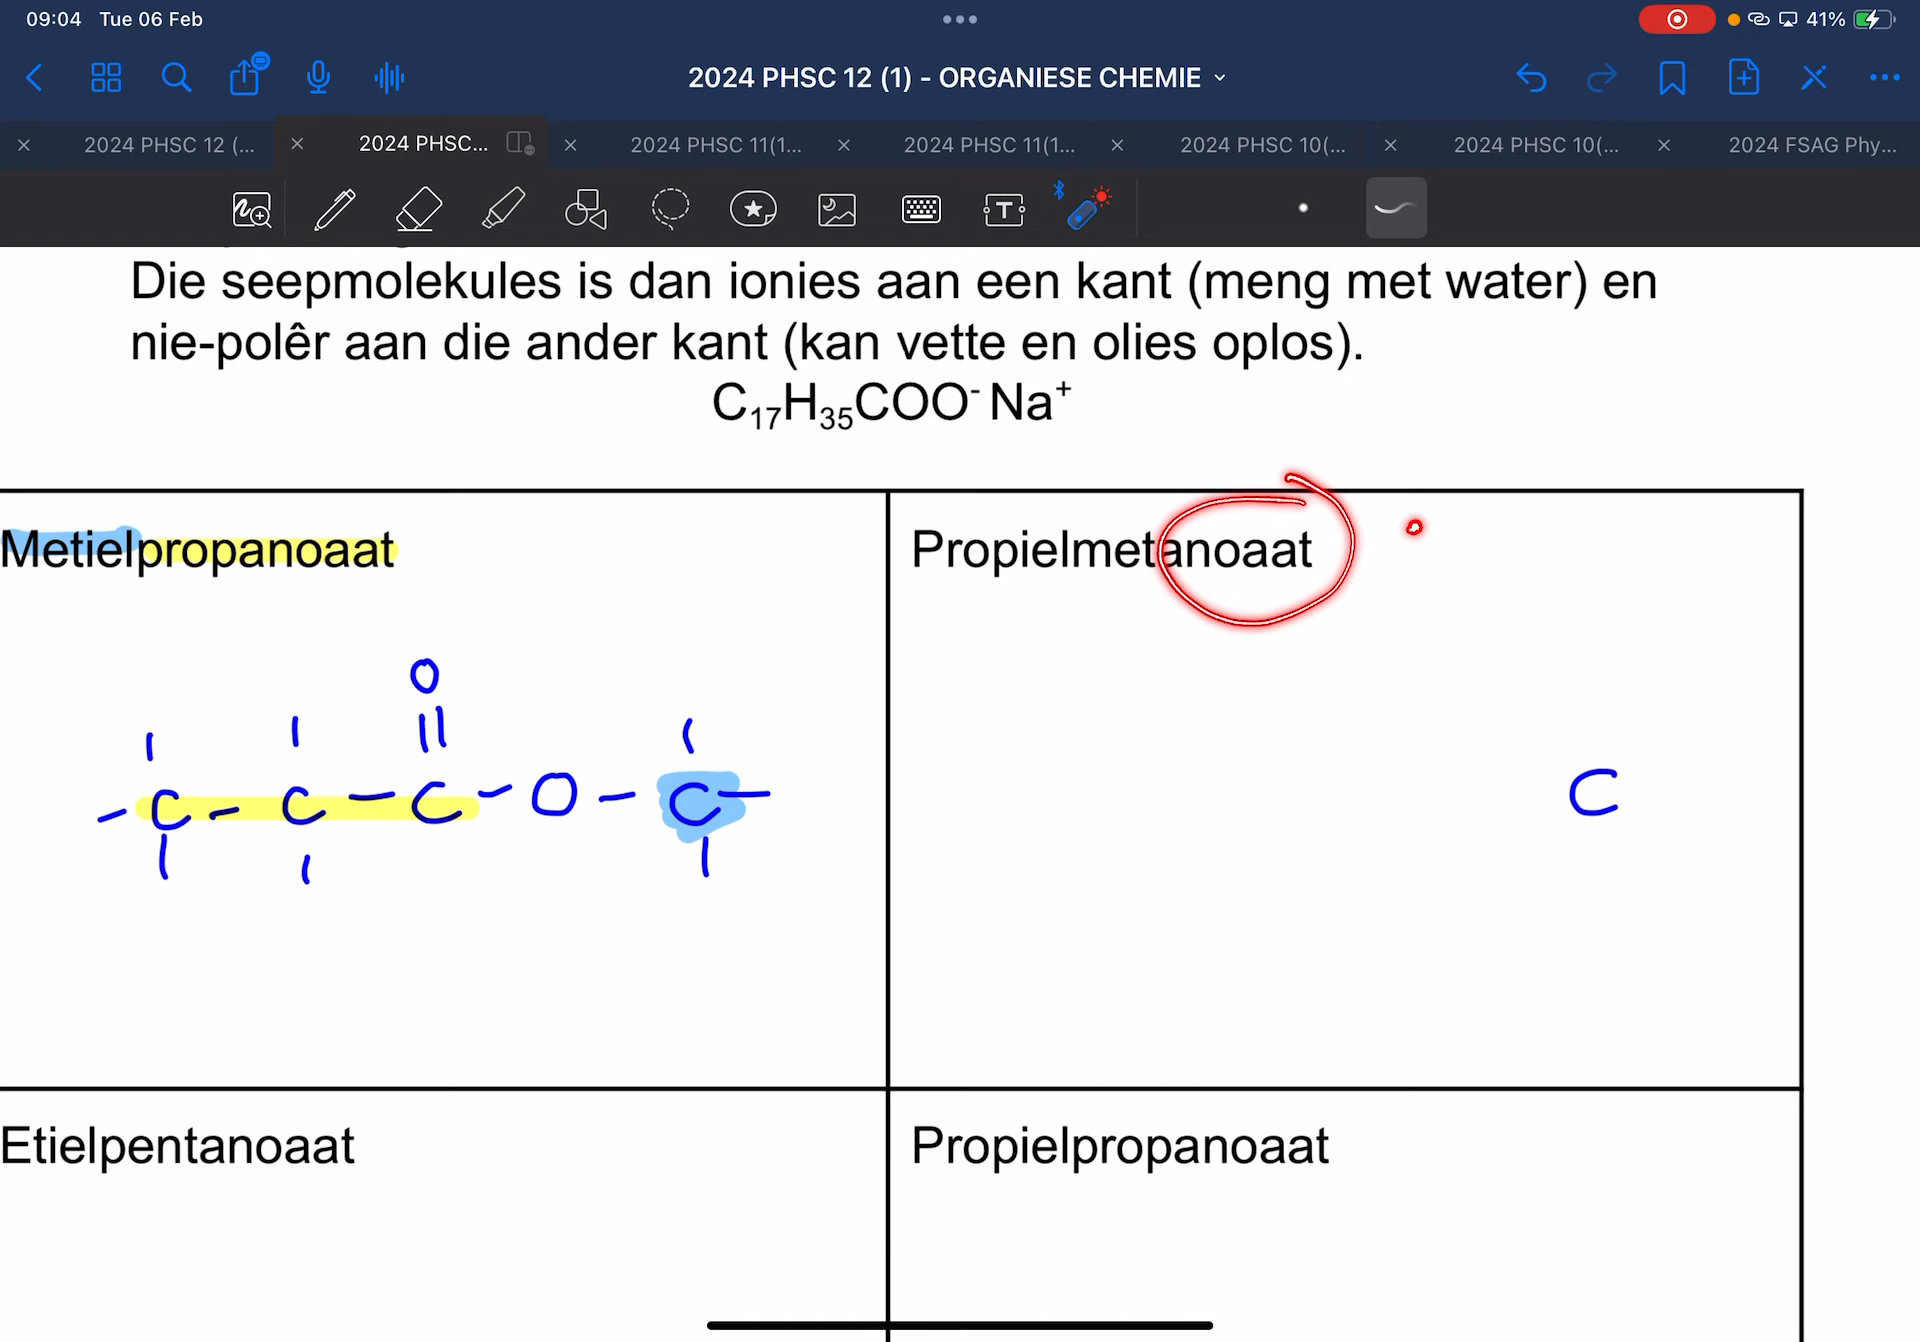 09:04 Tue 06 Feb
41%
2024 PHSC 12 (1) - ORGANIESE CHEMIE
2024 PHSC 12 (...
2024 PHSC...
2024 PHSC 11(1...
2024 PHSC 11(1...
2024 PHSC 10(...
2024 PHSC 10(...
2024 FSAG Phy...
Die seepmolekules is dan ionies aan een kant (meng met water) en
nie-polêr aan die ander kant (kan vette en olies oplos).
C₁₇H₃₅COO⁻ Na⁺
Metielpropanoaat
Propielmetanoaat
O
C - C - C - O - C -
C
Etielpentanoaat
Propielpropanoaat